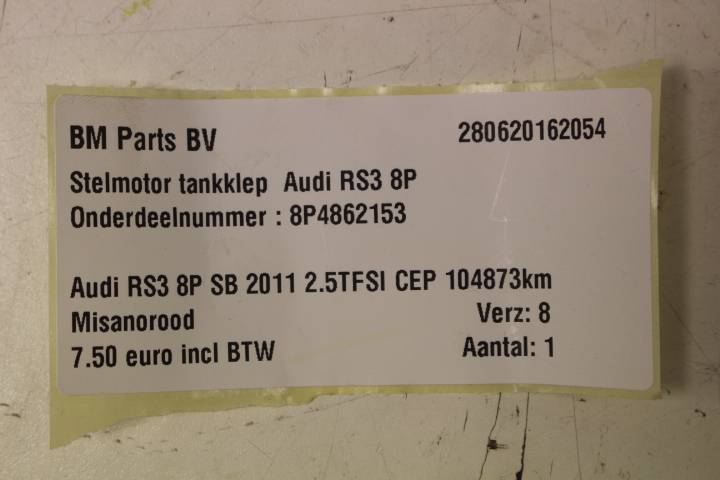 BM Parts BV 280620162054
Stelmotor tankklep Audi RS3 8P
Onderdeelnummer : 8P4862153
Audi RS3 8P SB 2011 2.5TFSI CEP 104873km
Misanorood Verz: 8
7.50 euro incl BTW Aantal: 1